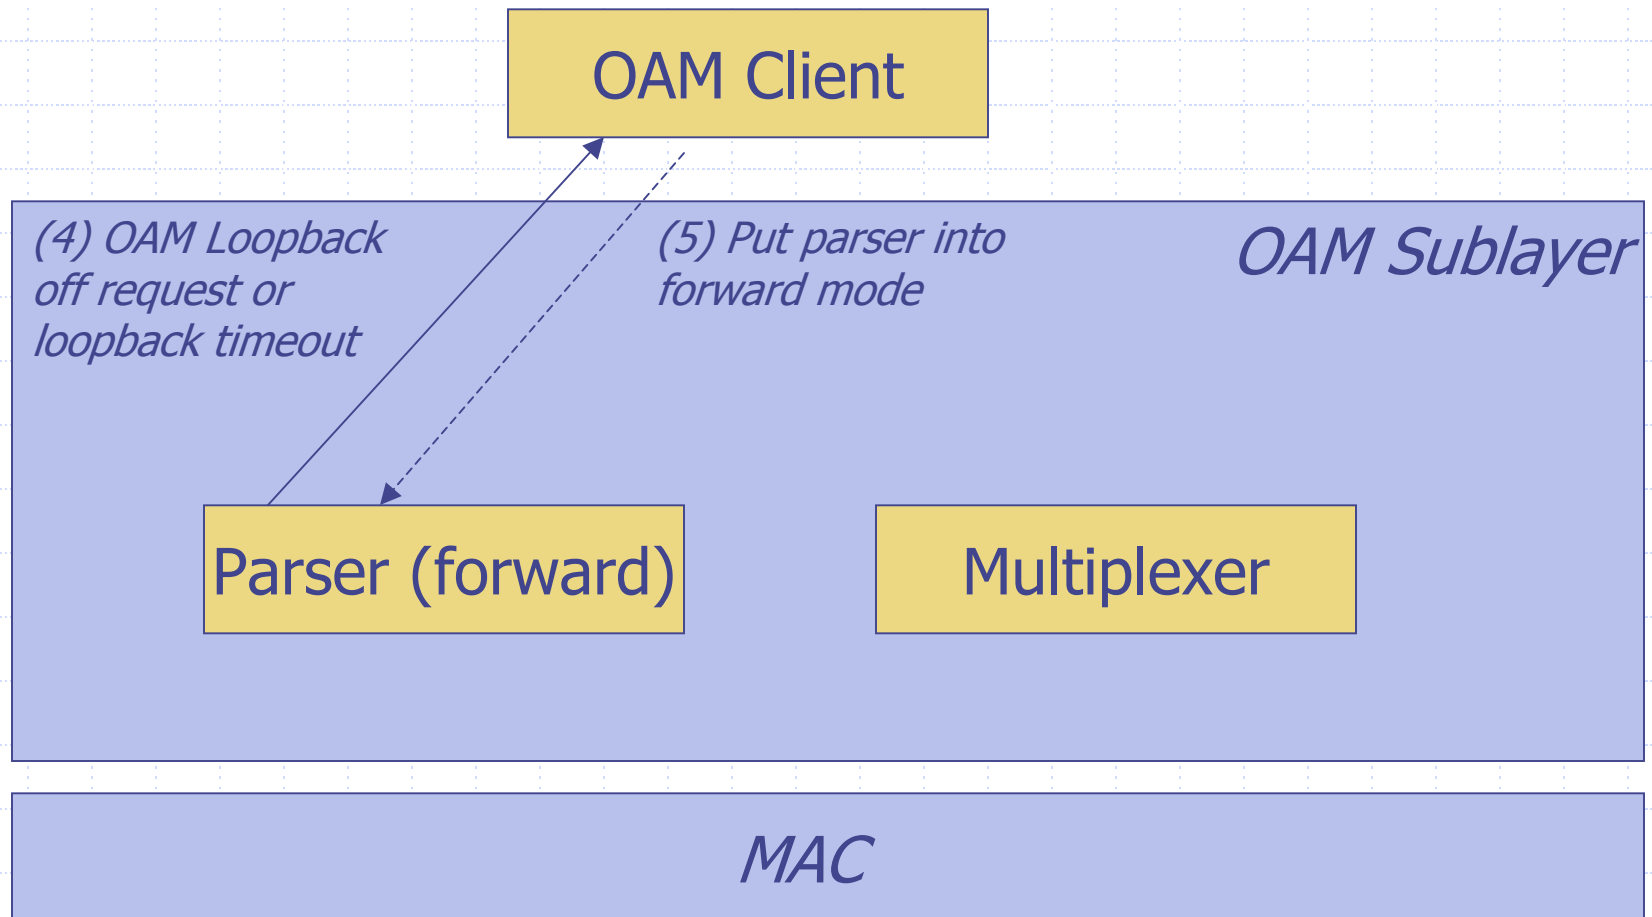 OAM Client
(4) OAM Loopback
off request or
loopback timeout
(5) Put parser into
forward mode
OAM Sublayer
Parser (forward)
Multiplexer
MAC